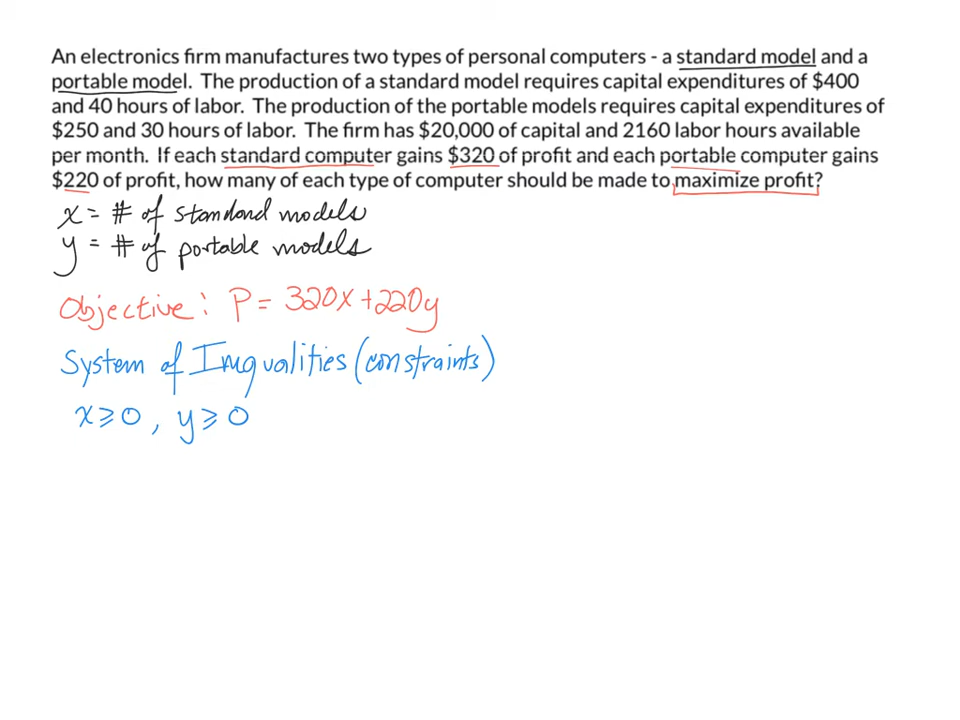 An electronics firm manufactures two types of personal computers - a standard model and a
portable model. The production of a standard model requires capital expenditures of $400
and 40 hours of labor. The production of the portable models requires capital expenditures of
$250 and 30 hours of labor. The firm has $20,000 of capital and 2160 labor hours available
per month. If each standard computer gains $320 of profit and each portable computer gains
$220 of profit, how many of each type of computer should be made to maximize profit?
x = # of standard models
y = # of portable models
Objective: P = 320x + 220y
System of Inequalities (constraints)
x ⩾ 0, y ⩾ 0